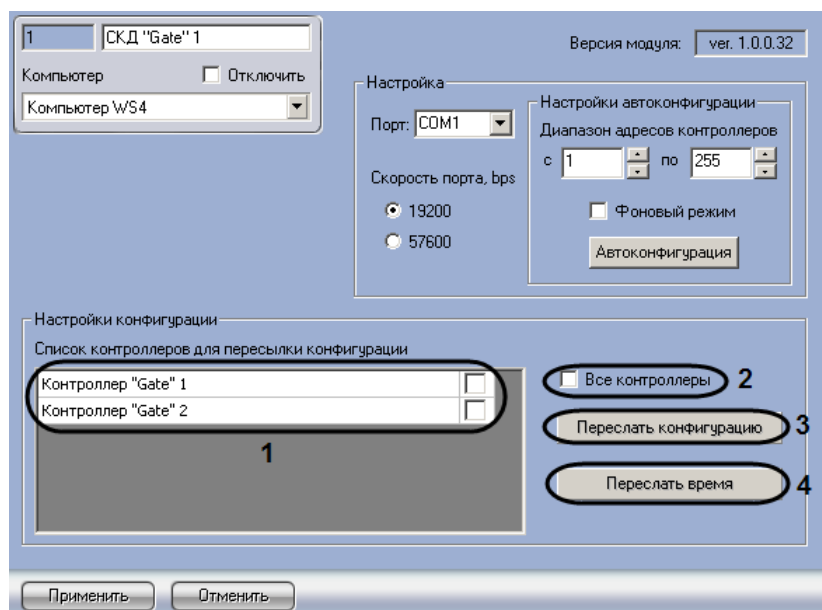 1 СКД "Gate" 1
Версия модуля: ver. 1.0.0.32
Компьютер Отключить
Компьютер WS4
Настройка
Порт: COM1
Скорость порта, bps
19200
57600
Настройки автоконфигурации
Диапазон адресов контроллеров
с 1 по 255
Фоновый режим
Автоконфигурация
Настройки конфигурации
Список контроллеров для пересылки конфигурации
Контроллер "Gate" 1
Контроллер "Gate" 2
1
Все контроллеры 2
Переслать конфигурацию 3
Переслать время 4
Применить Отменить